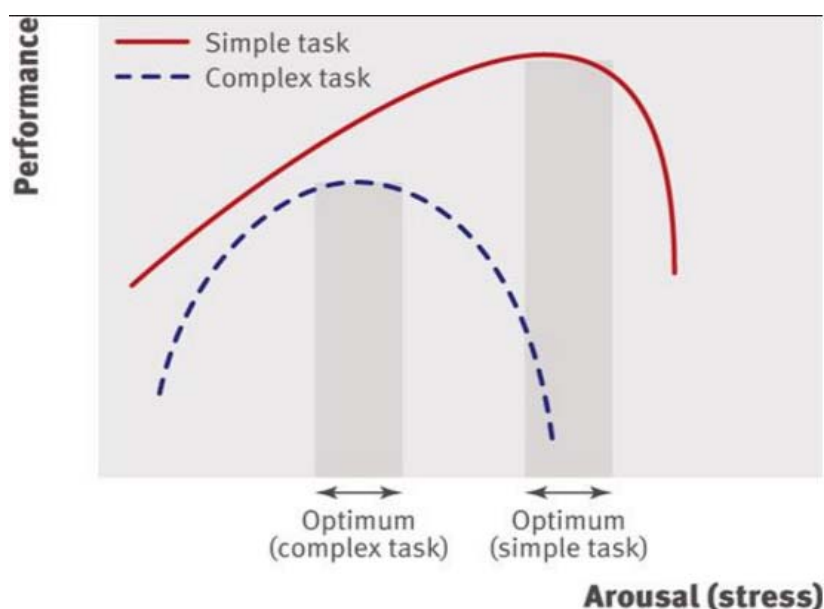 Performance
Simple task
Complex task
Optimum
(complex task)
Optimum
(simple task)
Arousal (stress)